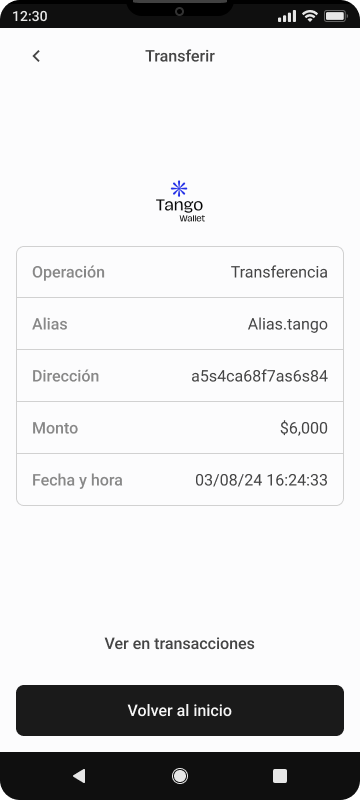 12:30
Transferir
Tango
Wallet
Operación Transferencia
Alias Alias.tango
Dirección a5s4ca68f7as6s84
Monto $6,000
Fecha y hora 03/08/24 16:24:33
Ver en transacciones
Volver al inicio